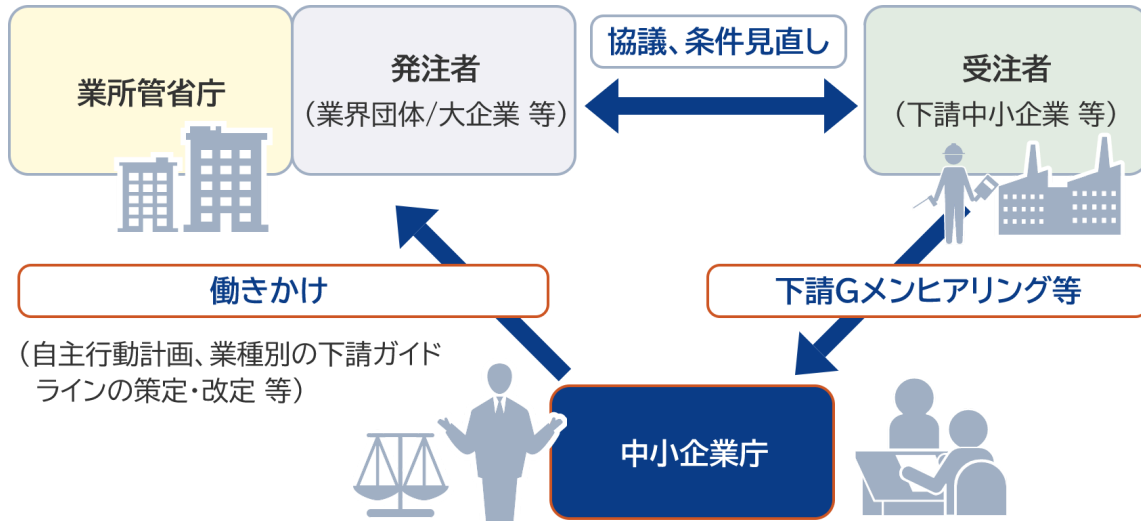 業所管省庁
発注者
（業界団体/大企業 等）
協議、条件見直し
受注者
（下請中小企業 等）
働きかけ
（自主行動計画、業種別の下請ガイド
ラインの策定・改定 等）
下請Gメンヒアリング等
中小企業庁